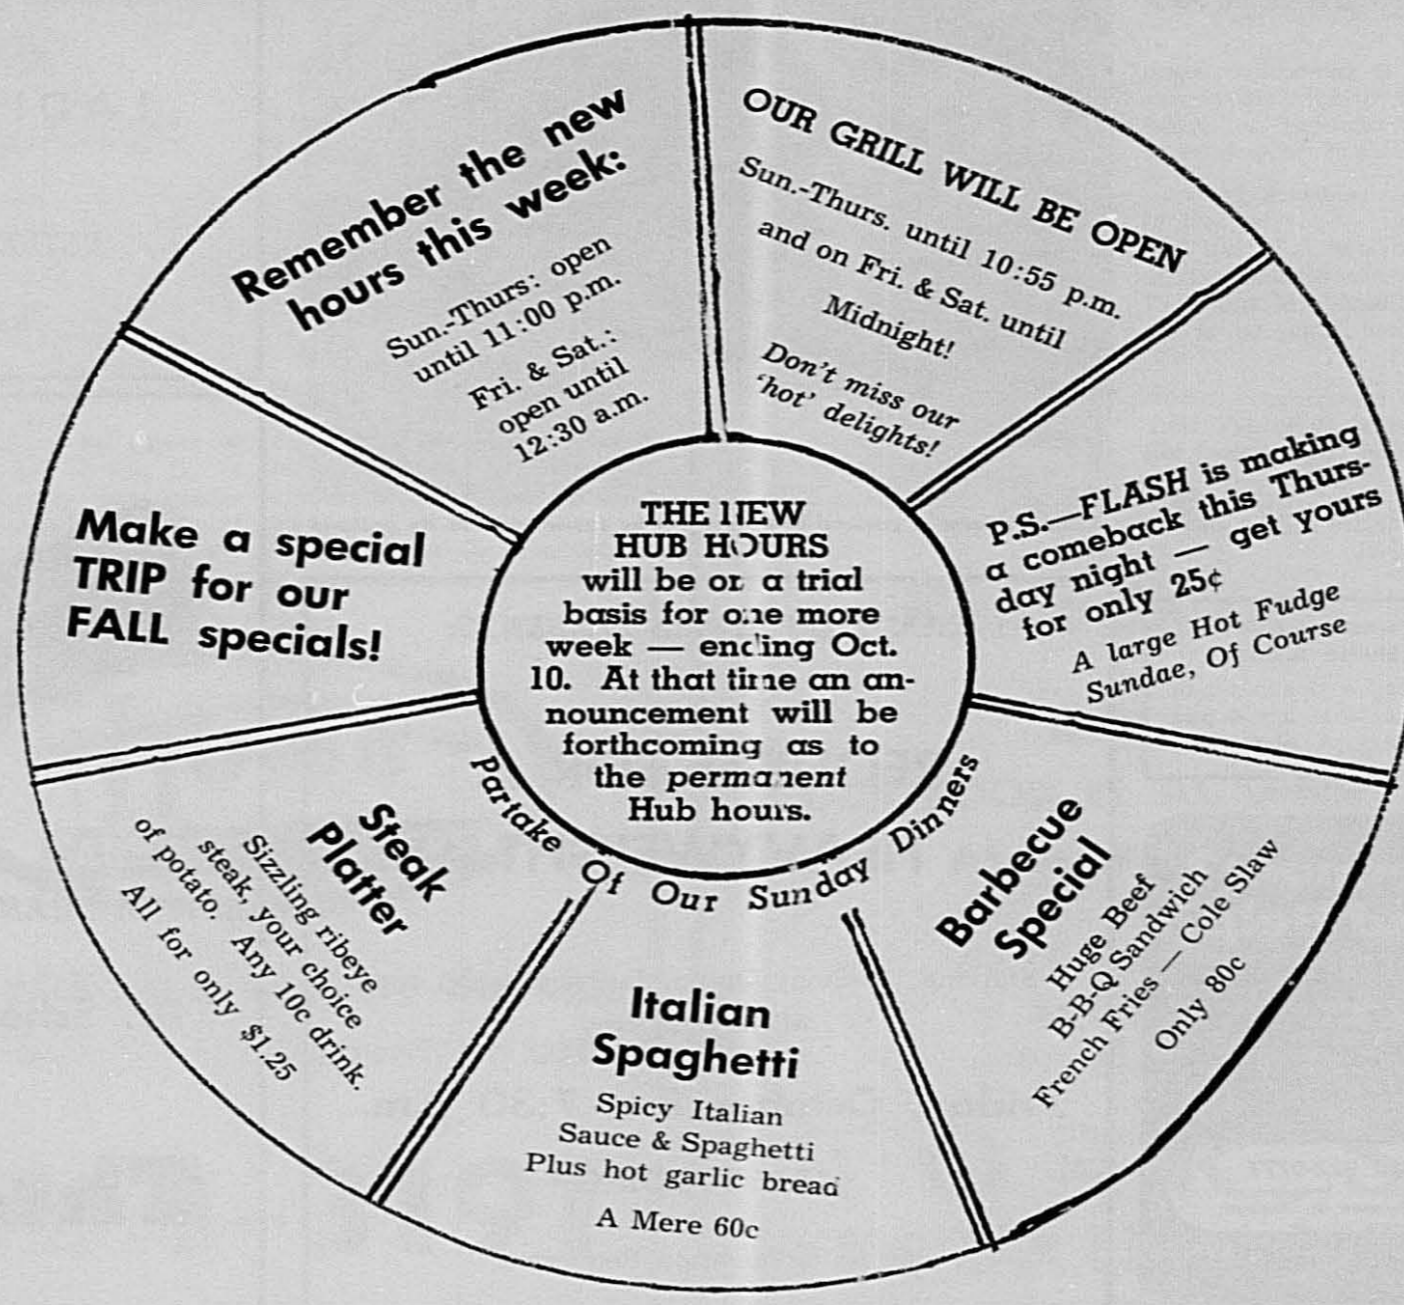 Remember the new
hours this week:
Sun.-Thurs: open
until 11:00 p.m.
Fri. & Sat.:
open until
12:30 a.m.
OUR GRILL WILL BE OPEN
Sun.-Thurs. until 10:55 p.m.
and on Fri. & Sat. until
Midnight!
Don't miss our
'hot' delights!
P.S.—FLASH is making
a comeback this Thurs-
day night — get yours
for only 25¢
A large Hot Fudge
Sundae, Of Course
Make a special
TRIP for our
FALL specials!
THE NEW
HUB HOURS
will be on a trial
basis for one more
week — ending Oct.
10. At that time an an-
nouncement will be
forthcoming as to
the permanent
Hub hours.
Partake Of Our Sunday Dinners
Steak
Platter
Sizzling ribeye
steak, your choice
of potato. Any 10c drink.
All for only $1.25
Italian
Spaghetti
Spicy Italian
Sauce & Spaghetti
Plus hot garlic bread
A Mere 60c
Barbecue
Special
Huge Beef
B-B-Q Sandwich
French Fries — Cole Slaw
Only 80c